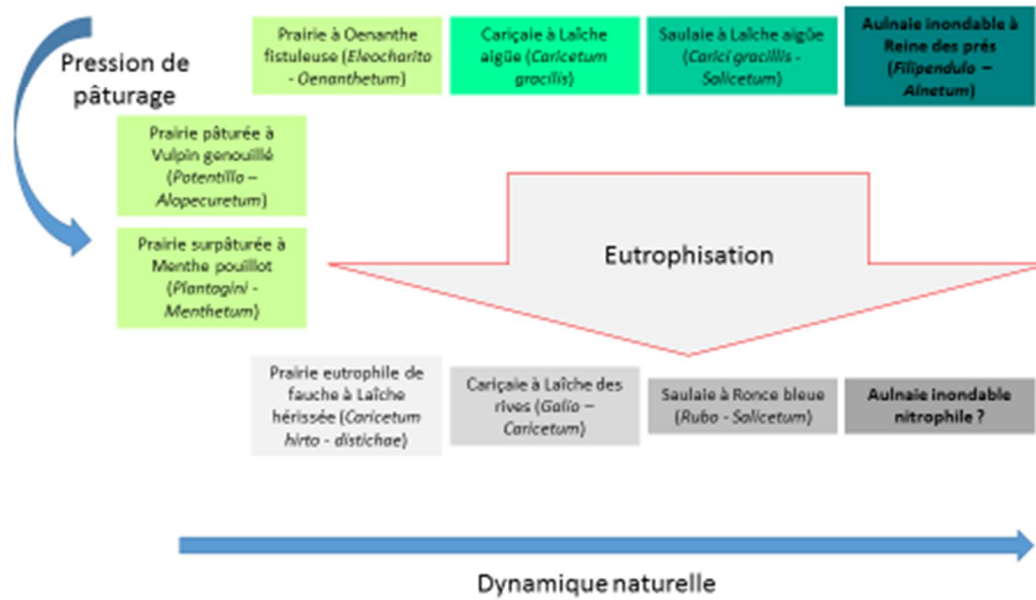 Pression de
pâturage
Prairie à Oenanthe
fistuleuse (Eleocharito
- Oenanthetum)
Cariçaie à Laîche
aigüe (Caricetum
gracilis)
Saulaie à Laîche aigüe
(Carici gracillis -
Salicetum)
Aulnaie inondable à
Reine des prés
(Filipendulo –
Alnetum)
Prairie pâturée à
Vulpin genouillé
(Potentillo –
Alopecuretum)
Prairie surpâturée à
Menthe pouillot
(Plantagini -
Menthetum)
Eutrophisation
Prairie eutrophile de
fauche à Laîche
hérissée (Caricetum
hirto - distichae)
Cariçaie à Laîche des
rives (Galio –
Caricetum)
Saulaie à Ronce bleue
(Rubo - Salicetum)
Aulnaie inondable
nitrophile ?
Dynamique naturelle